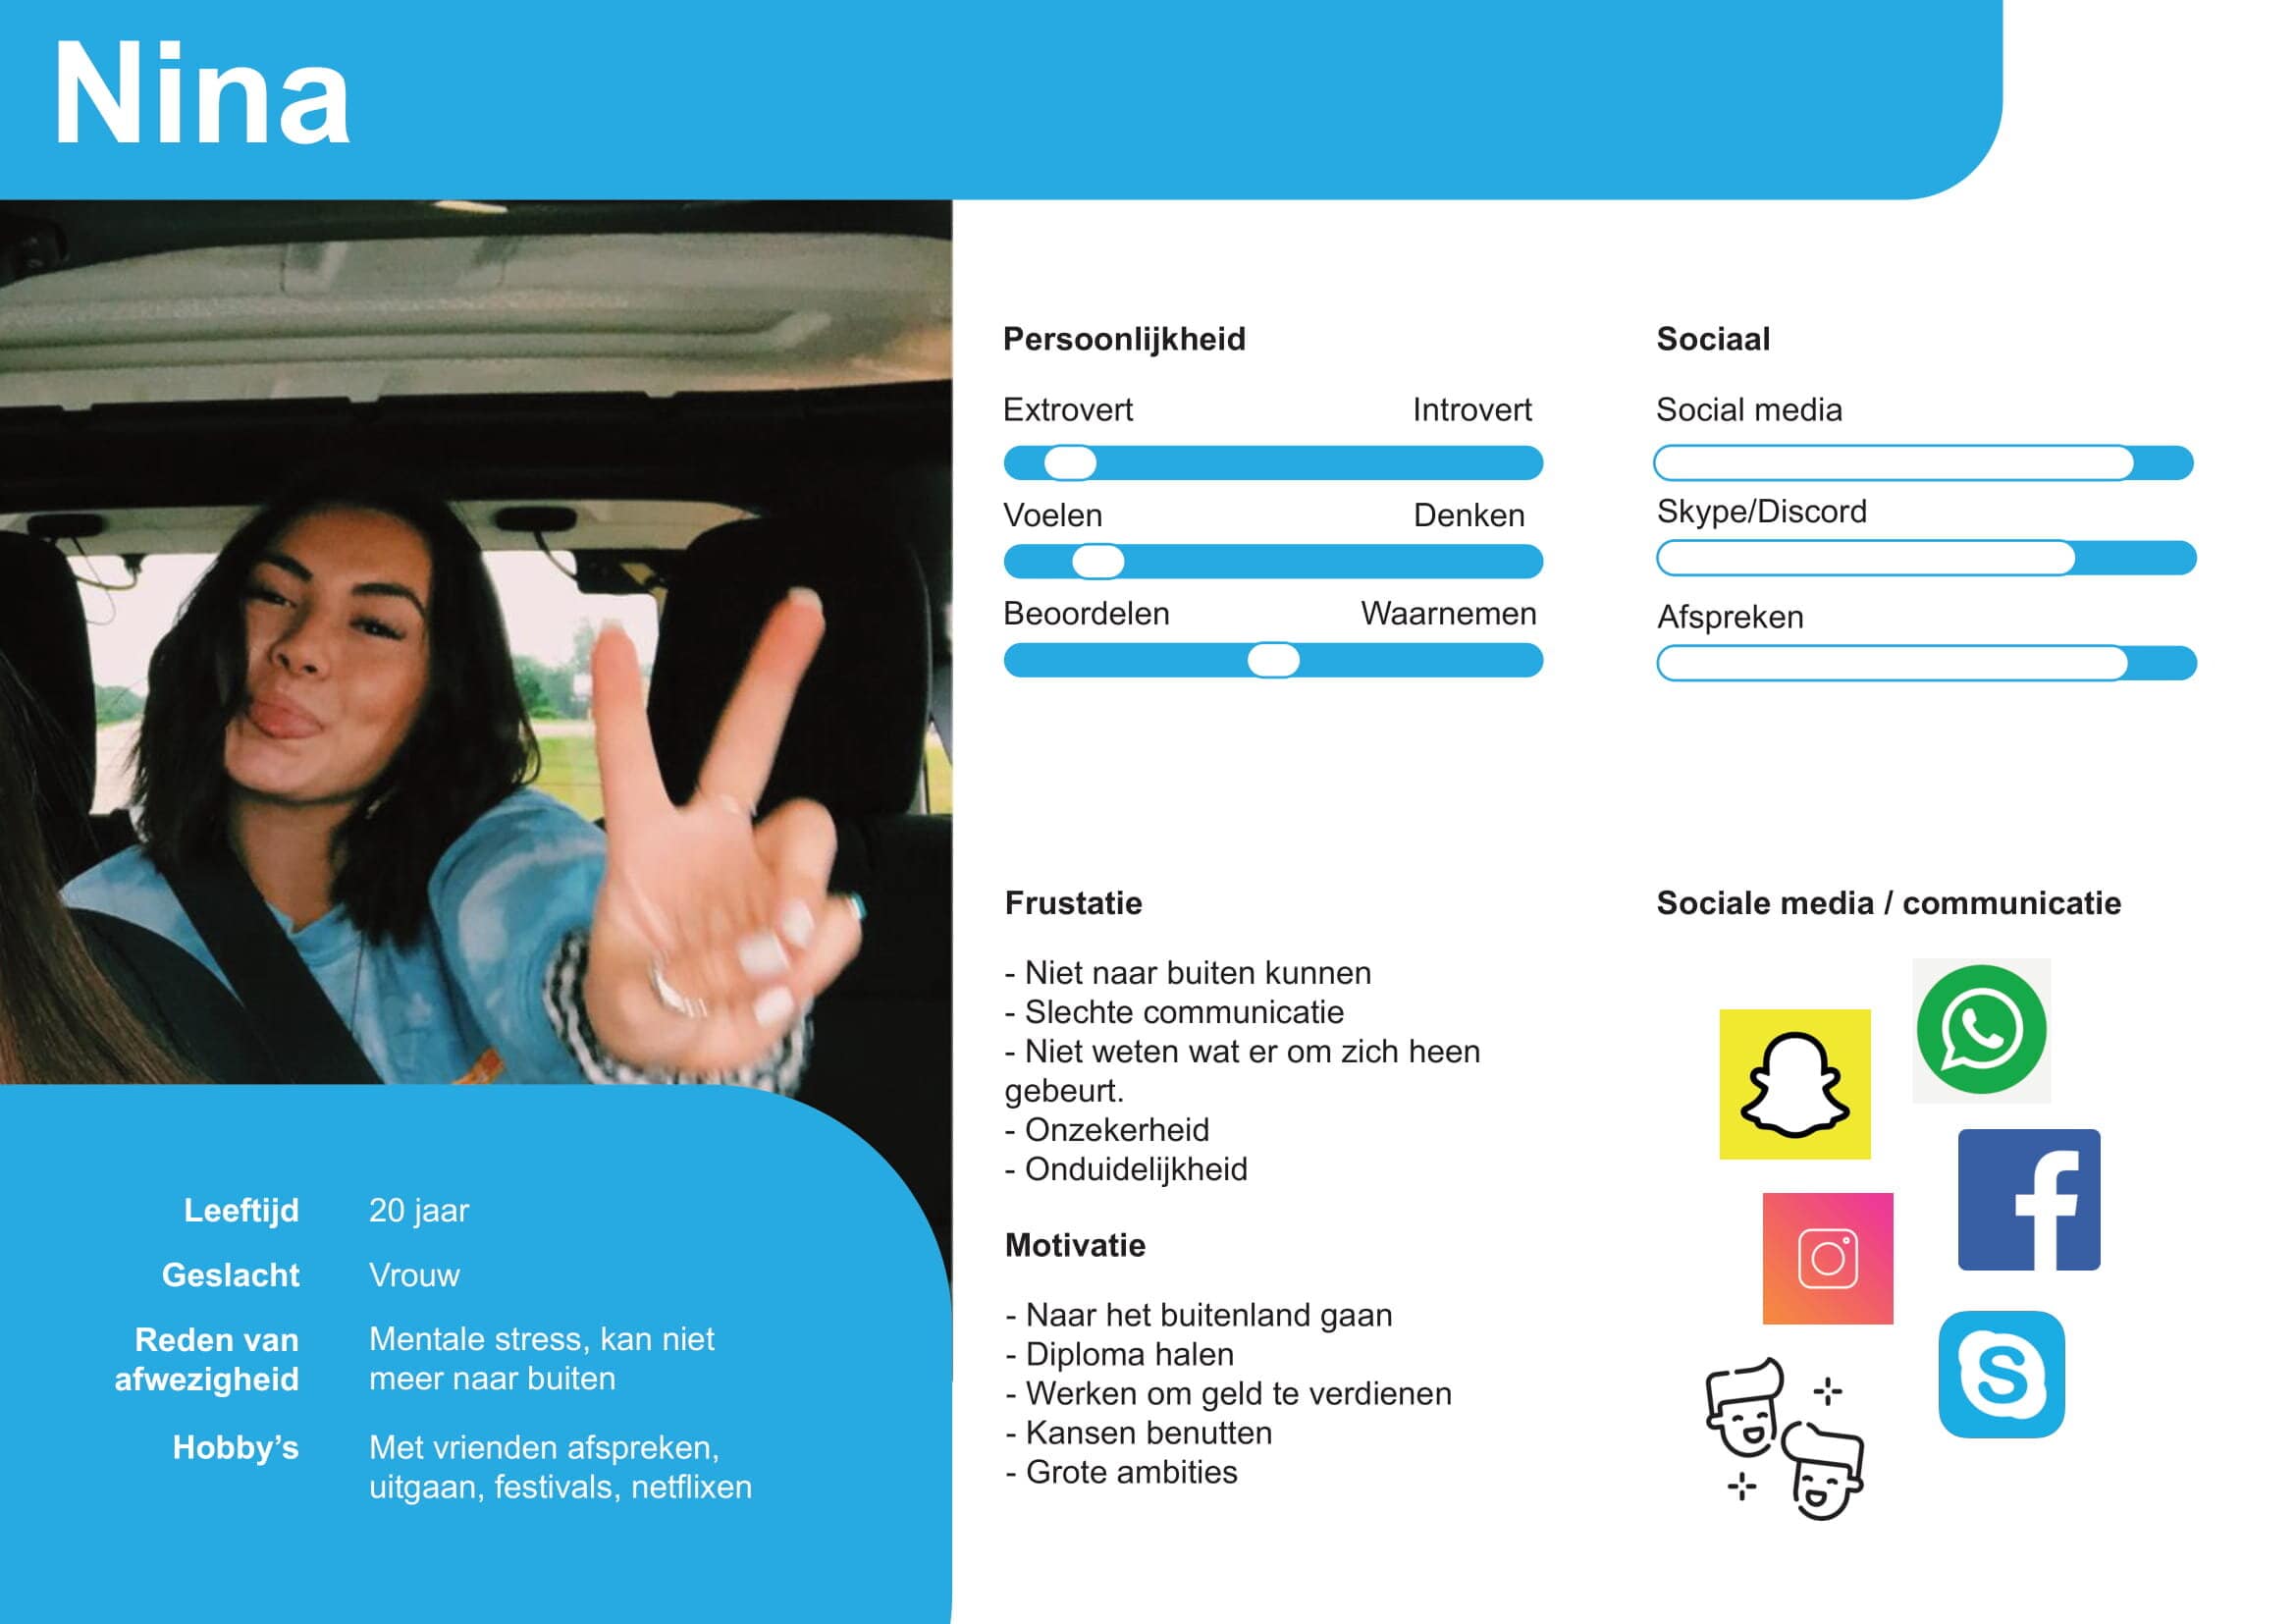 Nina
Persoonlijkheid
Extrovert Introvert
Voelen Denken
Beoordelen Waarnemen
Sociaal
Social media
Skype/Discord
Afspreken
Frustatie
- Niet naar buiten kunnen
- Slechte communicatie
- Niet weten wat er om zich heen
gebeurt.
- Onzekerheid
- Onduidelijkheid
Motivatie
- Naar het buitenland gaan
- Diploma halen
- Werken om geld te verdienen
- Kansen benutten
- Grote ambities
Sociale media / communicatie
Leeftijd 20 jaar
Geslacht Vrouw
Reden van Mentale stress, kan niet
afwezigheid meer naar buiten
Hobby's Met vrienden afspreken,
uitgaan, festivals, netflixen